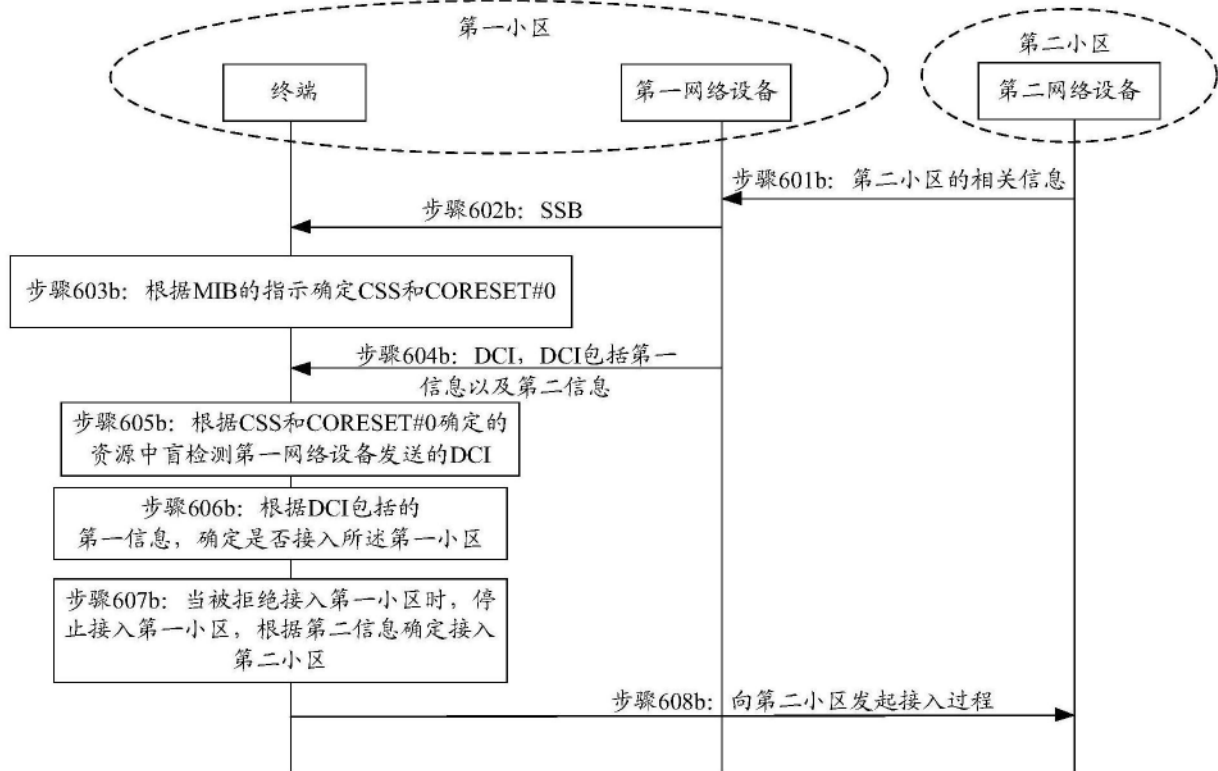 第一小区
第二小区
终端
第一网络设备
第二网络设备
步骤601b：第二小区的相关信息
步骤602b：SSB
步骤603b：根据MIB的指示确定CSS和CORESET#0
步骤604b：DCI，DCI包括第一
信息以及第二信息
步骤605b：根据CSS和CORESET#0确定的
资源中盲检测第一网络设备发送的DCI
步骤606b：根据DCI包括的
第一信息，确定是否接入所述第一小区
步骤607b：当被拒绝接入第一小区时，停
止接入第一小区，根据第二信息确定接入
第二小区
步骤608b：向第二小区发起接入过程